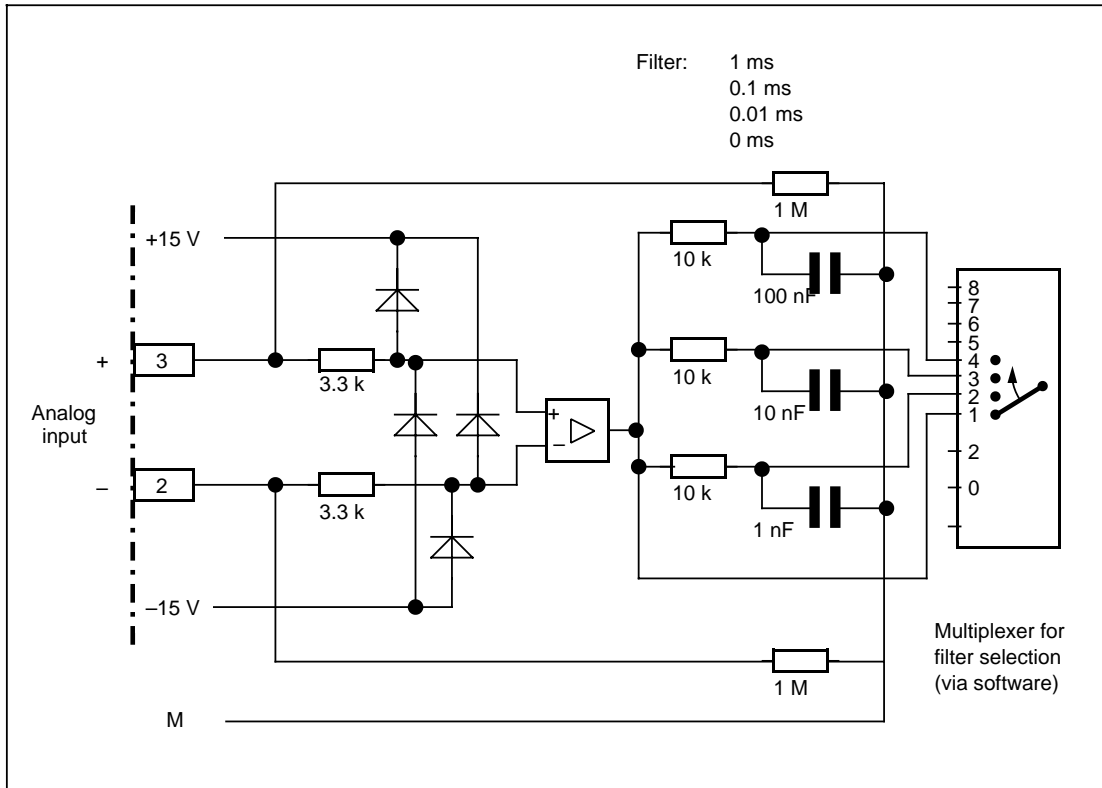 Filter: 1 ms
0.1 ms
0.01 ms
0 ms
1 M
+15 V
10 k
100 nF
8
7
6
5
4
3
2
1
2
0
+
3
3.3 k
10 k
10 nF
Analog
input
+
–
–
2
3.3 k
10 k
1 nF
–15 V
1 M
Multiplexer for
filter selection
(via software)
M